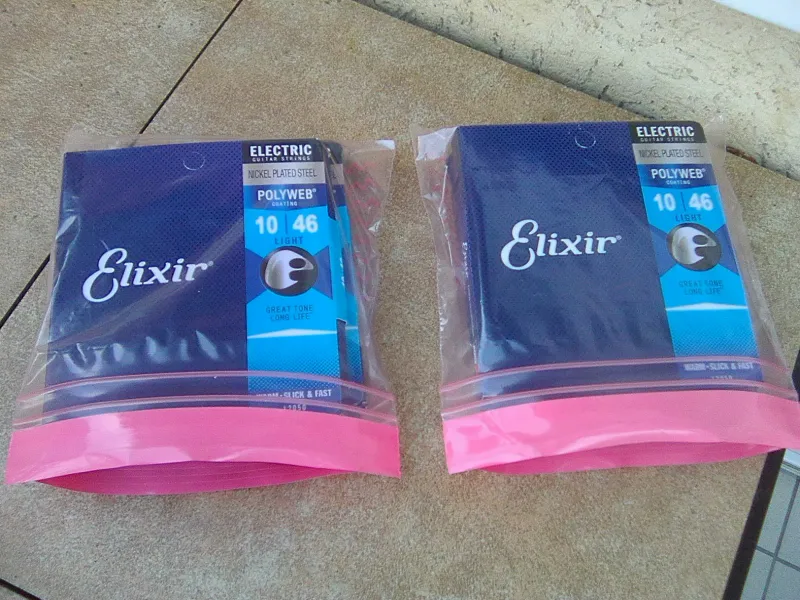 ELECTRIC
GUITAR STRINGS
NICKEL PLATED STEEL
POLYWEB®
COATING
10 | 46
LIGHT
Elixir®
GREAT TONE
LONG LIFE
WARM-SLICK & FAST
12050
ELECTRIC
GUITAR STRINGS
NICKEL PLATED STEEL
POLYWEB®
COATING
10 | 46
LIGHT
Elixir®
GREAT TONE
LONG LIFE
WARM-SLICK & FAST